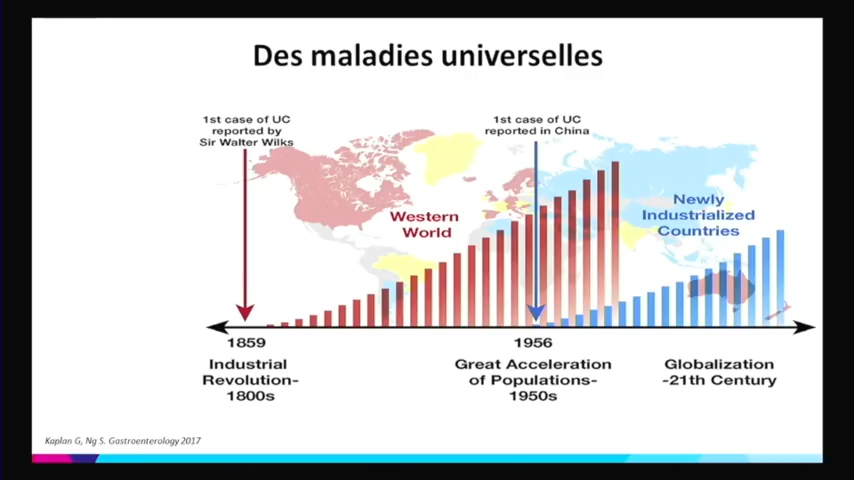 Des maladies universelles
1st case of UC
reported by
Sir Walter Wilks
1st case of UC
reported in China
Western
World
Newly
Industrialized
Countries
1859
1956
Industrial
Revolution-
1800s
Great Acceleration
of Populations-
1950s
Globalization
-21th Century
Kaplan G, Ng S. Gastroenterology 2017